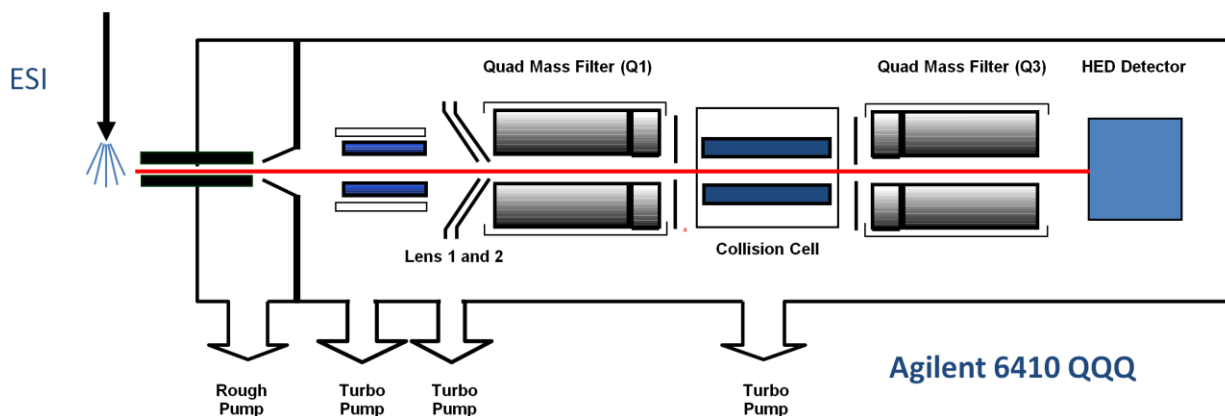 ESI
Quad Mass Filter (Q1)
Quad Mass Filter (Q3)
HED Detector
Lens 1 and 2
Collision Cell
Rough
Pump
Turbo
Pump
Turbo
Pump
Turbo
Pump
Agilent 6410 QQQ